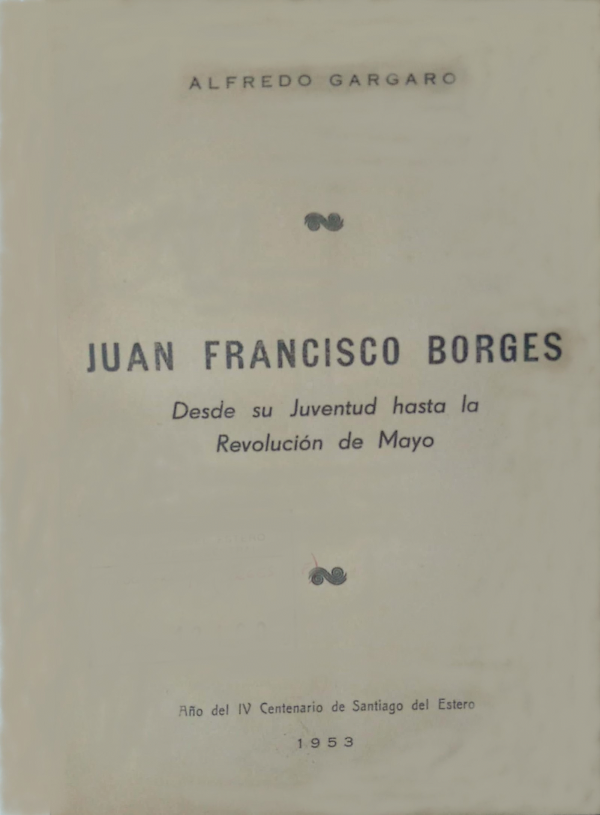 ALFREDO GARGARO
JUAN FRANCISCO BORGES
Desde su Juventud hasta la
Revolución de Mayo
Año del IV Centenario de Santiago del Estero
1953